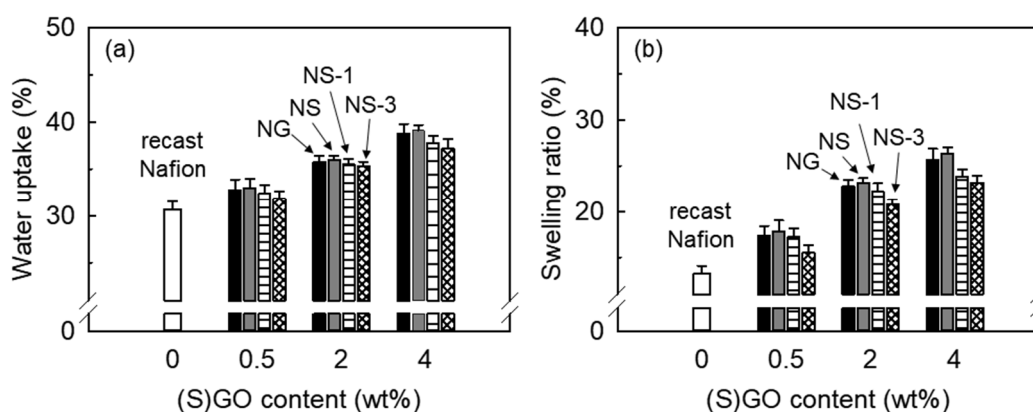 (a)
Water uptake (%)
50
40
30
0
recast
Nafion
NG
NS
NS-1
NS-3
0 0.5 2 4
(S)GO content (wt%)
(b)
Swelling ratio (%)
40
20
0
recast
Nafion
NG
NS
NS-1
NS-3
0 0.5 2 4
(S)GO content (wt%)